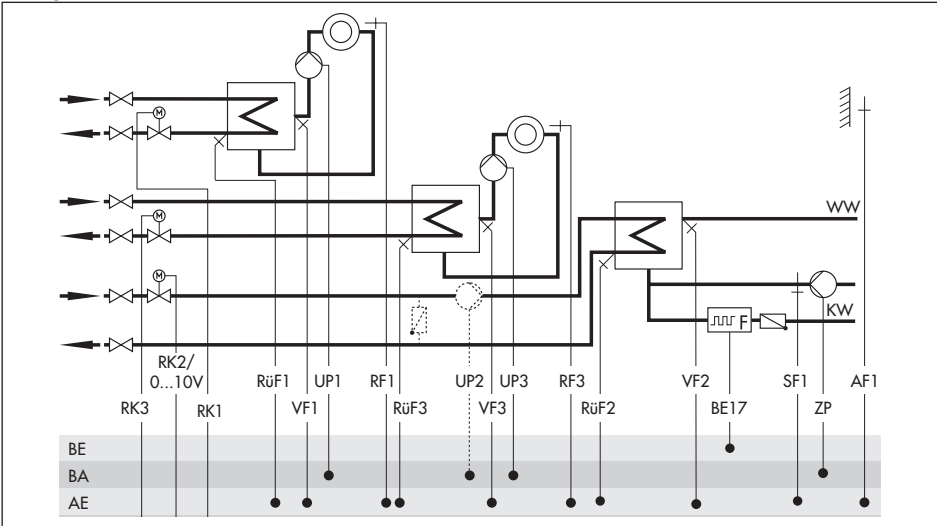 M
M
WW
M
F
KW
RK2/
0...10V
RüF1
UP1
RF1
UP2
UP3
RF3
VF2
SF1
AF1
RK3
RK1
VF1
RüF3
VF3
RüF2
BE17
ZP
BE
BA
AE